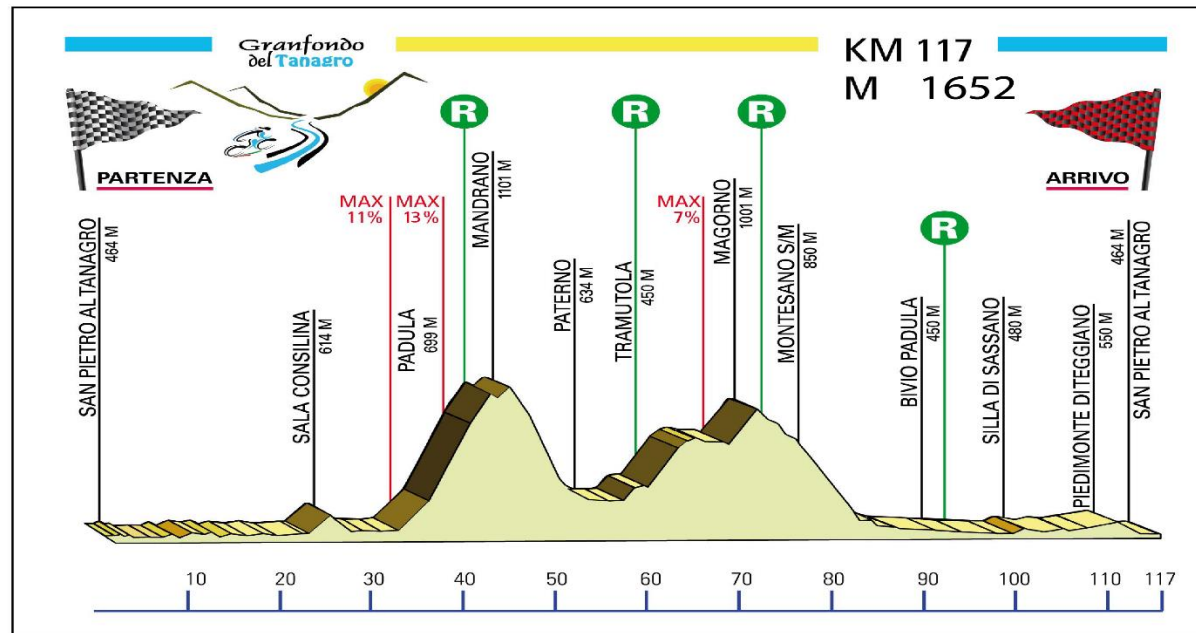 Granfondo
del Tanagro
KM 117
M 1652
PARTENZA
ARRIVO
SAN PIETRO AL TANAGRO
464 M
SALA CONSILINA
614 M
MAX
11%
PADULA
699 M
MAX
13%
R
MANDRANO
1101 M
PATERNO
634 M
R
TRAMUTOLA
450 M
MAX
7%
MAGORNO
1001 M
R
MONTESANO S/M
850 M
BIVIO PADULA
450 M
R
SILLA DI SASSANO
480 M
PIEDIMONTE DITEGGIANO
550 M
464 M
SAN PIETRO AL TANAGRO
10 20 30 40 50 60 70 80 90 100 110 117